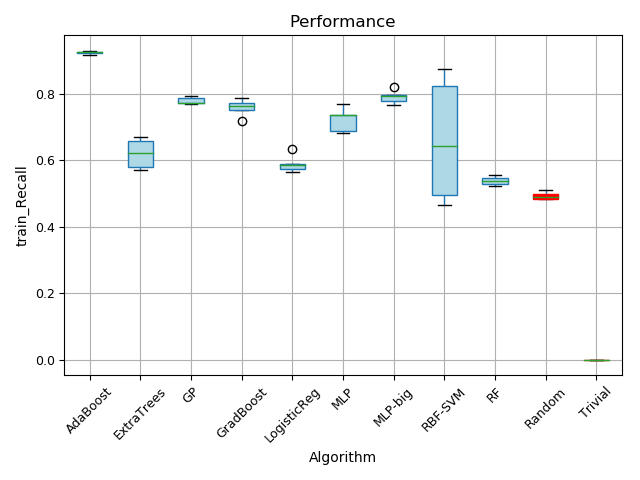 Performance
train_Recall
0.8
0.6
0.4
0.2
0.0
AdaBoost
ExtraTrees
GP
GradBoost
LogisticReg
MLP
MLP-big
RBF-SVM
RF
Random
Trivial
Algorithm